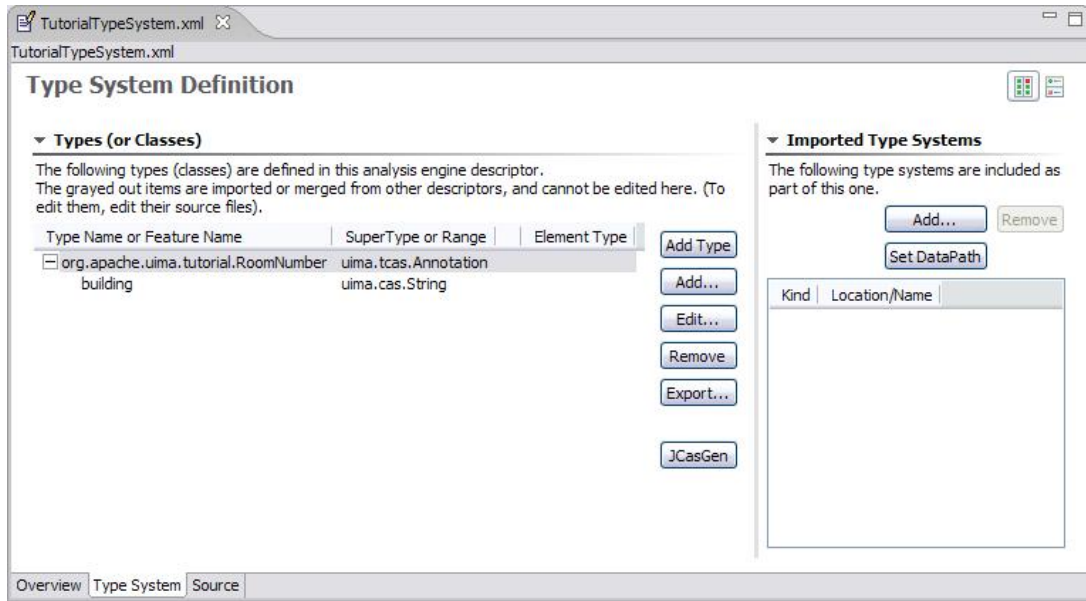 TutorialTypeSystem.xml
TutorialTypeSystem.xml
Type System Definition
Types (or Classes)
The following types (classes) are defined in this analysis engine descriptor.
The grayed out items are imported or merged from other descriptors, and cannot be edited here. (To
edit them, edit their source files).
Type Name or Feature Name SuperType or Range Element Type
org.apache.uima.tutorial.RoomNumber uima.tcas.Annotation
building uima.cas.String
Add Type
Add...
Edit...
Remove
Export...
JCasGen
Imported Type Systems
The following type systems are included as
part of this one.
Add... Remove
Set DataPath
Kind Location/Name
Overview Type System Source